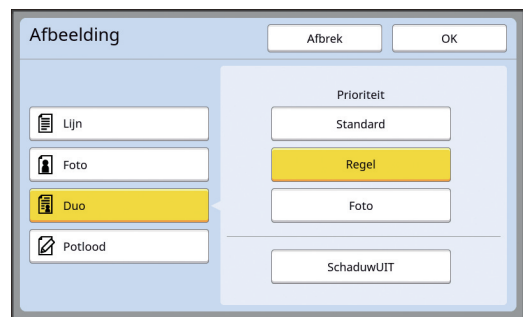 Afbeelding
Afbrek
OK
Lijn
Foto
Duo
Potlood
Prioriteit
Standard
Regel
Foto
SchaduwUIT